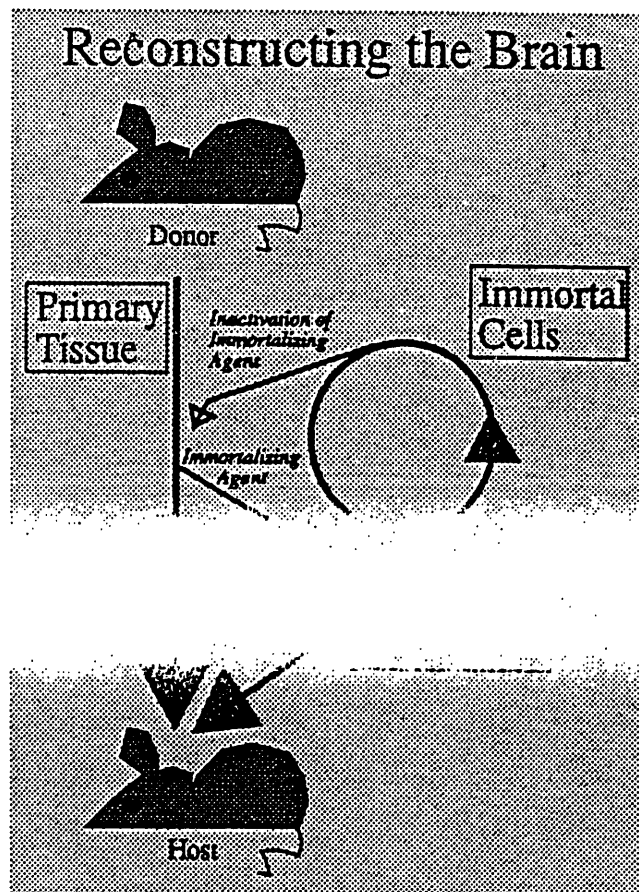 Reconstructing the Brain
Donor
Primary
Tissue
Inactivation of
Immortalizing
Agent
Immortal
Cells
Immortalizing
Agent
Host